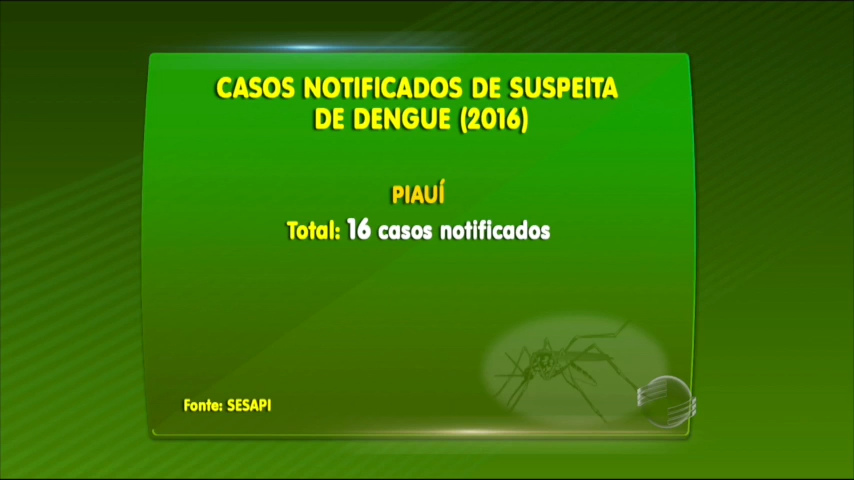 CASOS NOTIFICADOS DE SUSPEITA
DE DENGUE (2016)
PIAUÍ
Total: 16 casos notificados
Fonte: SESAPI